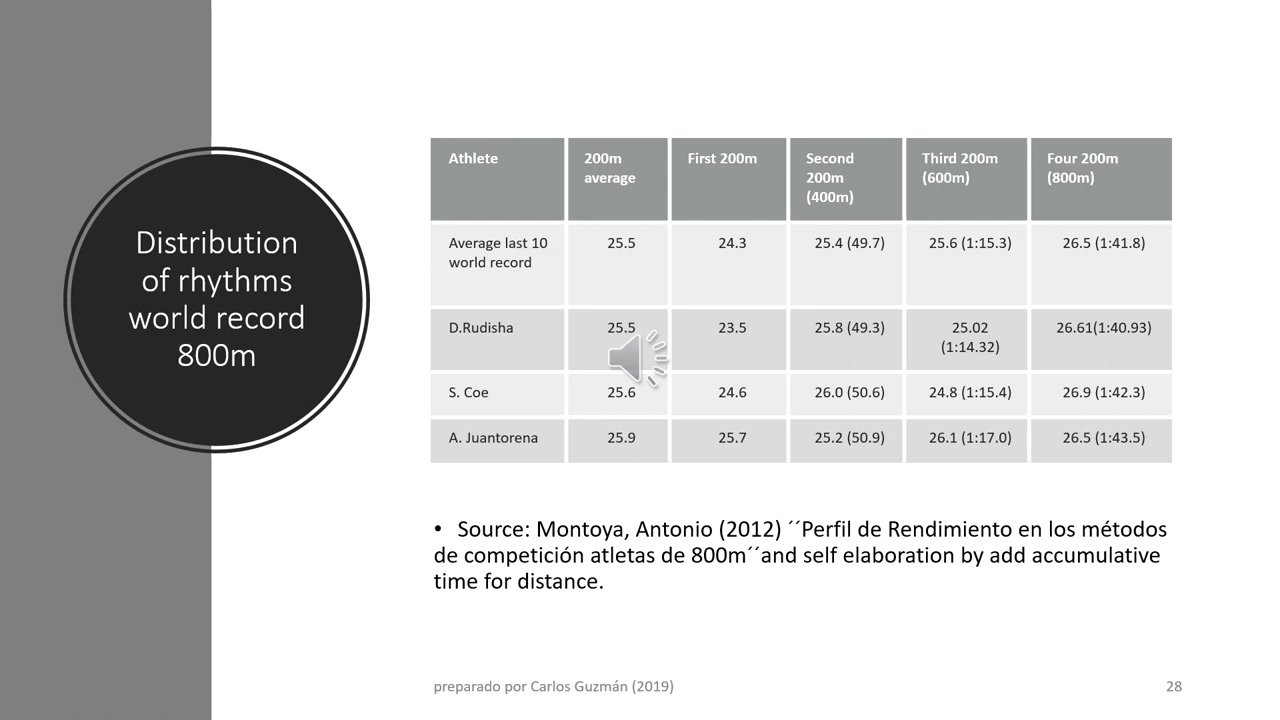 Distribution
of rhythms
world record
800m
Athlete
200m
average
First 200m
Second
200m
(400m)
Third 200m
(600m)
Four 200m
(800m)
Average last 10
world record
25.5
24.3
25.4 (49.7)
25.6 (1:15.3)
26.5 (1:41.8)
D.Rudisha
25.5
23.5
25.8 (49.3)
25.02
(1:14.32)
26.61(1:40.93)
S. Coe
25.6
24.6
26.0 (50.6)
24.8 (1:15.4)
26.9 (1:42.3)
A. Juantorena
25.9
25.7
25.2 (50.9)
26.1 (1:17.0)
26.5 (1:43.5)
• Source: Montoya, Antonio (2012) ´´Perfil de Rendimiento en los métodos
de competición atletas de 800m´´and self elaboration by add accumulative
time for distance.
preparado por Carlos Guzmán (2019)
28